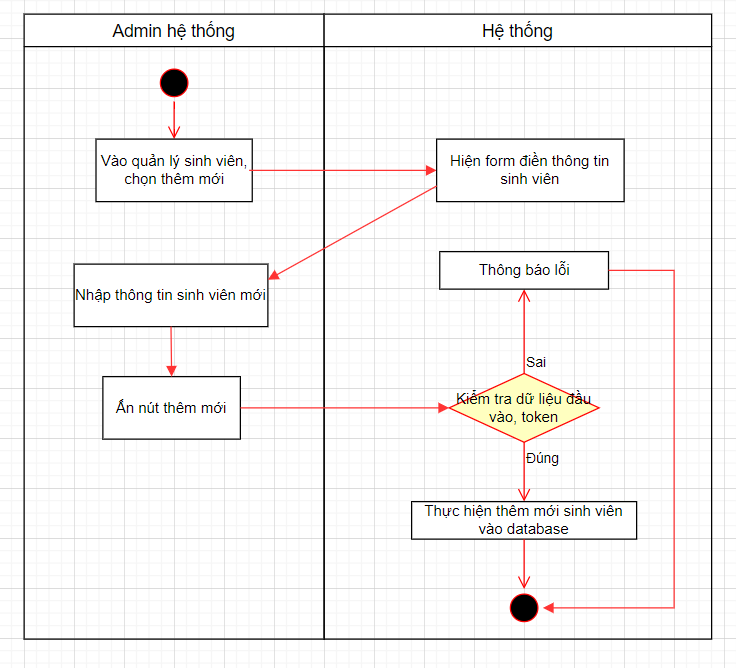 Admin hệ thống
Hệ thống
Vào quản lý sinh viên,
chọn thêm mới
Hiện form điền thông tin
sinh viên
Thông báo lỗi
Nhập thông tin sinh viên mới
Sai
Ấn nút thêm mới
Kiểm tra dữ liệu đầu
vào, token
Đúng
Thực hiện thêm mới sinh viên
vào database